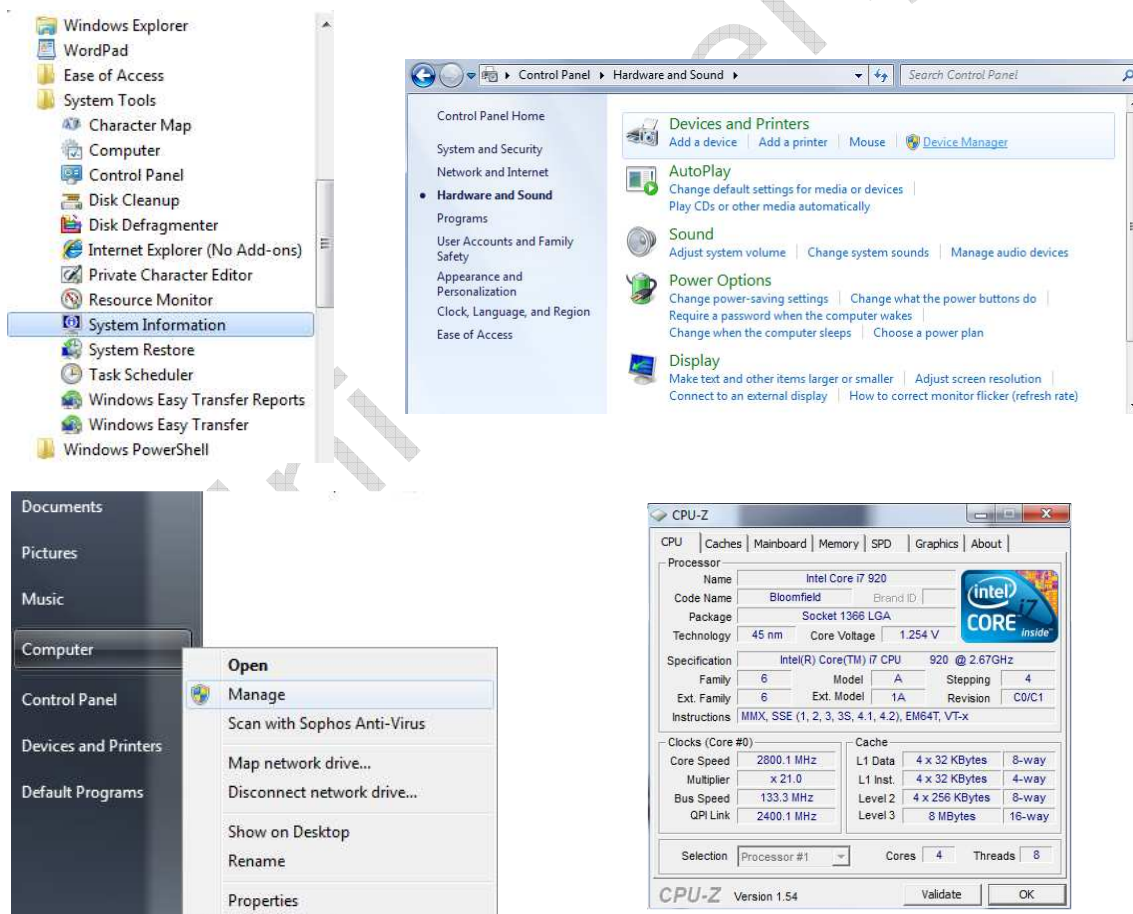 Windows Explorer
WordPad
Ease of Access
System Tools
Character Map
Computer
Control Panel
Disk Cleanup
Disk Defragmenter
Internet Explorer (No Add-ons)
Private Character Editor
Resource Monitor
System Information
System Restore
Task Scheduler
Windows Easy Transfer Reports
Windows Easy Transfer
Windows PowerShell
Control Panel Hardware and Sound Search Control Panel
Control Panel Home
System and Security
Network and Internet
Hardware and Sound
Programs
User Accounts and Family
Safety
Appearance and
Personalization
Clock, Language, and Region
Ease of Access
Devices and Printers
Add a device Add a printer Mouse Device Manager
AutoPlay
Change default settings for media or devices
Play CDs or other media automatically
Sound
Adjust system volume Change system sounds Manage audio devices
Power Options
Change power-saving settings Change what the power buttons do
Require a password when the computer wakes
Change when the computer sleeps Choose a power plan
Display
Make text and other items larger or smaller Adjust screen resolution
Connect to an external display How to correct monitor flicker (refresh rate)
Documents
Pictures
Music
Computer
Control Panel
Devices and Printers
Default Programs
Open
Manage
Scan with Sophos Anti-Virus
Map network drive...
Disconnect network drive...
Show on Desktop
Rename
Properties
CPU-Z
CPU Caches Mainboard Memory SPD Graphics About
Processor
Name Intel Core i7 920
Code Name Bloomfield Brand ID
Package Socket 1366 LGA
Technology 45 nm Core Voltage 1.254 V
(intel) i7
CORE inside
Specification Intel(R) Core(TM) i7 CPU 920 @ 2.67GHz
Family 6 Model A Stepping 4
Ext. Family 6 Ext. Model 1A Revision C0/C1
Instructions MMX, SSE (1, 2, 3, 3S, 4.1, 4.2), EM64T, VT-x
Clocks (Core #0)
Core Speed 2800.1 MHz
Multiplier x 21.0
Bus Speed 133.3 MHz
QPI Link 2400.1 MHz
Cache
L1 Data 4 x 32 KBytes 8-way
L1 Inst. 4 x 32 KBytes 4-way
Level 2 4 x 256 KBytes 8-way
Level 3 8 MBytes 16-way
Selection Processor #1 Cores 4 Threads 8
CPU-Z Version 1.54 Validate OK